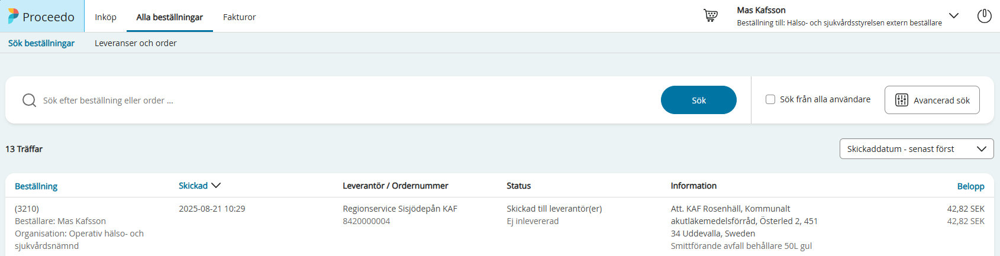 Proceedo
Inköp
Alla beställningar
Fakturor
Mas Kafsson
Beställning till: Hälso- och sjukvårdsstyrelsen extern beställare
Sök beställningar
Leveranser och order
Sök efter beställning eller order ...
Sök
Sök från alla användare
Avancerad sök
13 Träffar
Skickaddatum - senast först
Beställning
Skickad
Leverantör / Ordernummer
Status
Information
Belopp
(3210)
Beställare: Mas Kafsson
Organisation: Operativ hälso- och
sjukvårdsnämnd
2025-08-21 10:29
Regionservice Sisjödepån KAF
8420000004
Skickad till leverantör(er)
Ej inlevererad
Att. KAF Rosenhäll, Kommunalt
akutläkemedelsförråd, Österled 2, 451
34 Uddevalla, Sweden
Smittförande avfall behållare 50L gul
42,82 SEK
42,82 SEK